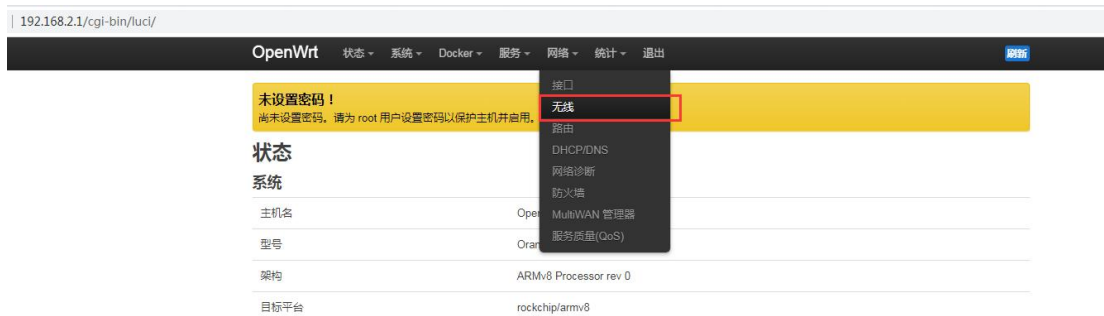 192.168.2.1/cgi-bin/luci/
OpenWrt 状态 系统 Docker 服务 网络 统计 退出 刷新
接口
无线
路由
DHCP/DNS
网络诊断
防火墙
MultiWAN 管理器
服务质量(QoS)
未设置密码！
尚未设置密码。请为 root 用户设置密码以保护主机并启用。
状态
系统
主机名
型号
架构 ARMv8 Processor rev 0
目标平台 rockchip/armv8